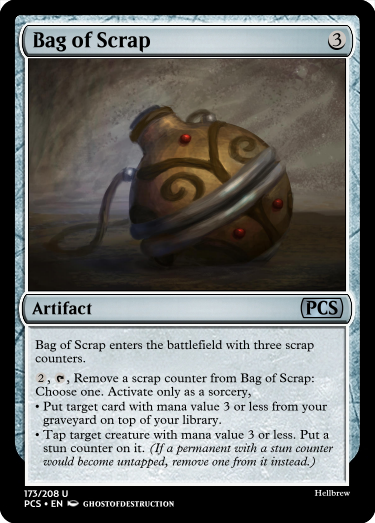 Bag of Scrap 3
Artifact PCS
Bag of Scrap enters the battlefield with three scrap
counters.
2, T, Remove a scrap counter from Bag of Scrap:
Choose one. Activate only as a sorcery,
• Put target card with mana value 3 or less from your
graveyard on top of your library.
• Tap target creature with mana value 3 or less. Put a
stun counter on it. (If a permanent with a stun counter
would become untapped, remove one from it instead.)
173/208 U Hellbrew
PCS • EN GHOSTOFDESTRUCTION